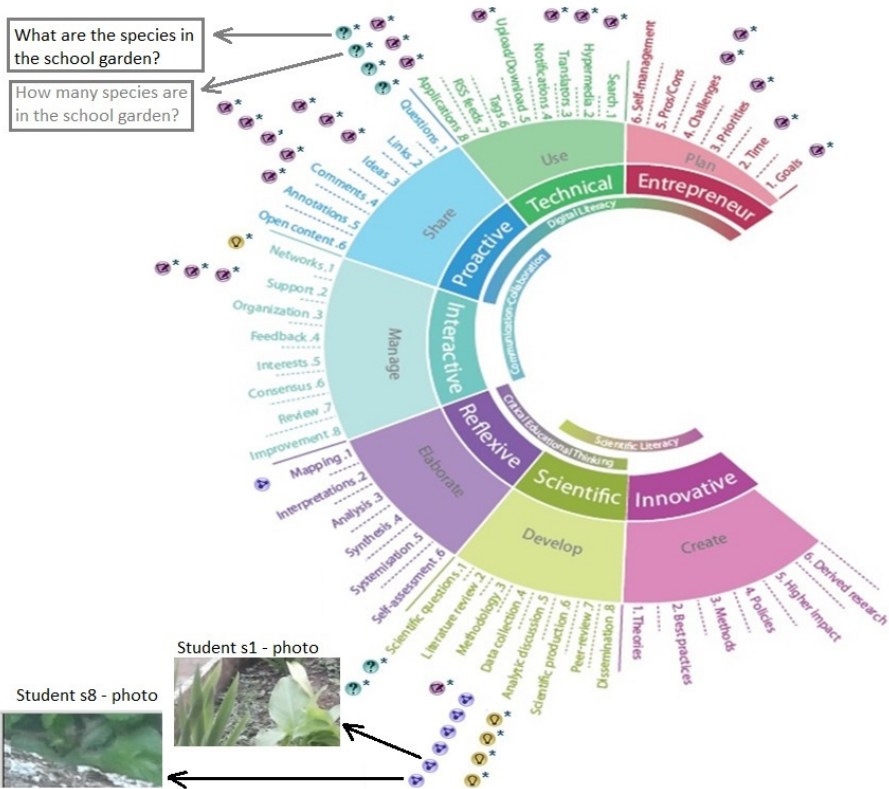 What are the species in
the school garden?
How many species are
in the school garden?
Applications .8
RSS feeds .7
Tags .6
Upload/Download .5
Notifications .4
Translators .3
Hypermedia .2
Search .1
6. Self-management
5. Pros/Cons
4. Challenges
3. Priorities
2. Time
1. Goals
Use
Plan
Technical
Entrepreneur
Digital Literacy
Questions .1
Links .2
Ideas .3
Comments .4
Annotations .5
Open content .6
Share
Proactive
Communication-Collaboration
Networks .1
Support .2
Organization .3
Feedback .4
Interests .5
Consensus .6
Review .7
Improvement .8
Manage
Interactive
Mapping .1
Interpretations .2
Analysis .3
Synthesis .4
Systemisation .5
Self-assessment .6
Elaborate
Reflexive
Critical Educational Thinking
Scientific Literacy
Scientific
Innovative
Develop
Create
Scientific questions .1
Literature review .2
Methodology .3
Data collection .4
Analytic discussion .5
Scientific production .6
Peer-review .7
Dissemination .8
1. Theories
2. Best practices
3. Methods
4. Policies
5. Higher impact
6. Derived research
Student s1 - photo
Student s8 - photo